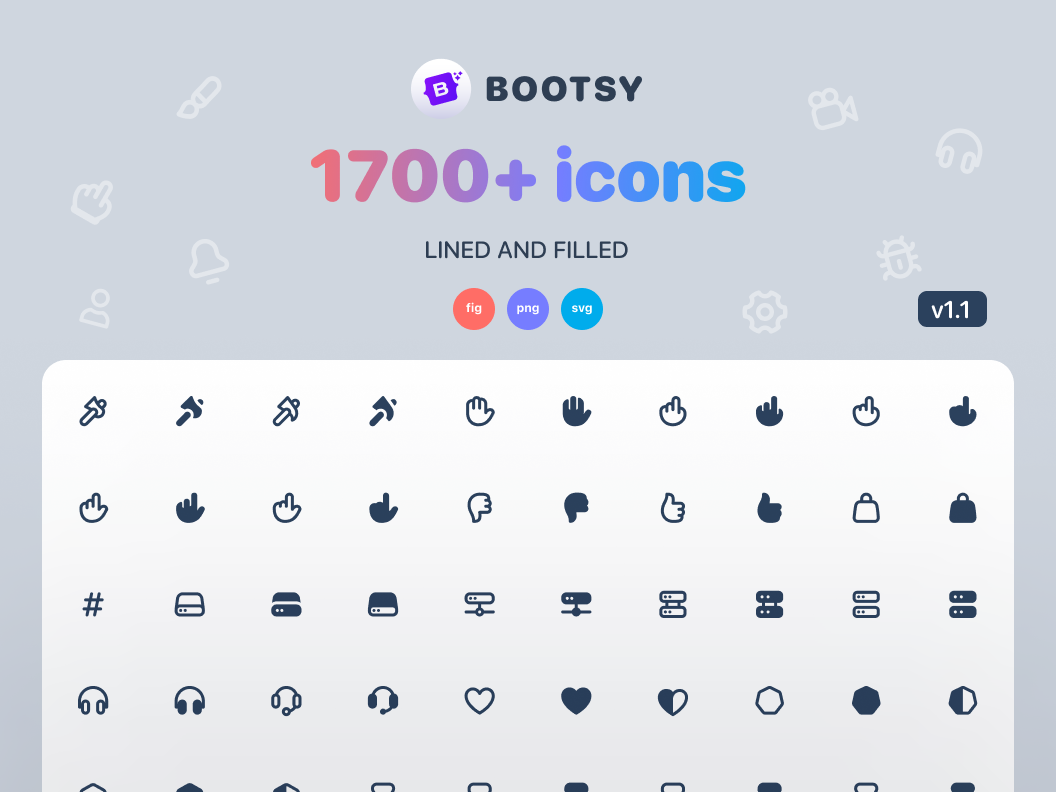 B BOOTSY
1700+ icons
LINED AND FILLED
fig png svg
v1.1
#